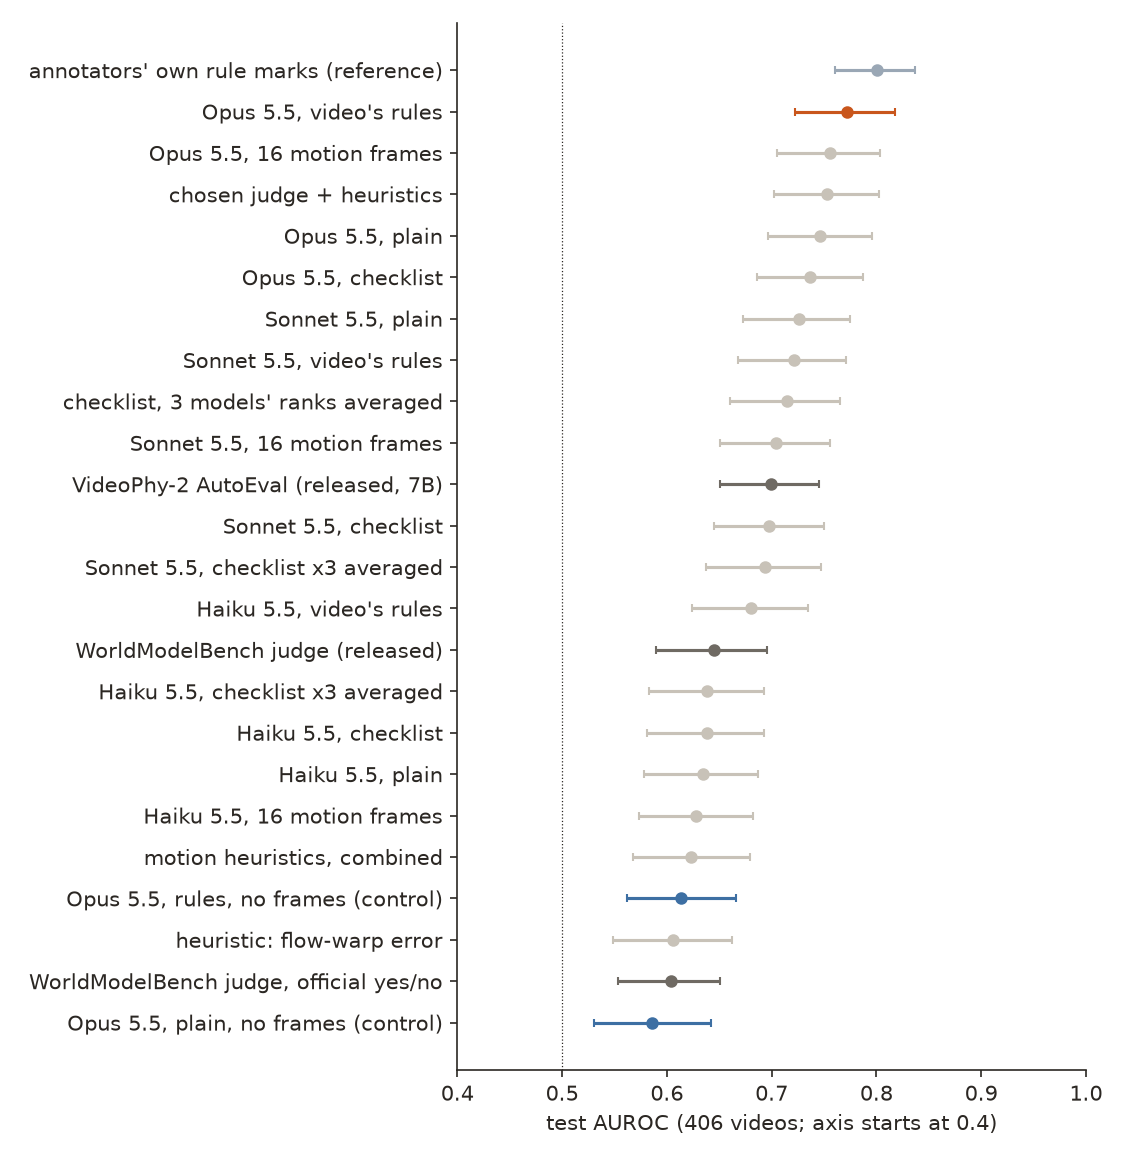 annotators' own rule marks (reference)
Opus 5.5, video's rules
Opus 5.5, 16 motion frames
chosen judge + heuristics
Opus 5.5, plain
Opus 5.5, checklist
Sonnet 5.5, plain
Sonnet 5.5, video's rules
checklist, 3 models' ranks averaged
Sonnet 5.5, 16 motion frames
VideoPhy-2 AutoEval (released, 7B)
Sonnet 5.5, checklist
Sonnet 5.5, checklist x3 averaged
Haiku 5.5, video's rules
WorldModelBench judge (released)
Haiku 5.5, checklist x3 averaged
Haiku 5.5, checklist
Haiku 5.5, plain
Haiku 5.5, 16 motion frames
motion heuristics, combined
Opus 5.5, rules, no frames (control)
heuristic: flow-warp error
WorldModelBench judge, official yes/no
Opus 5.5, plain, no frames (control)
0.4 0.5 0.6 0.7 0.8 0.9 1.0
test AUROC (406 videos; axis starts at 0.4)